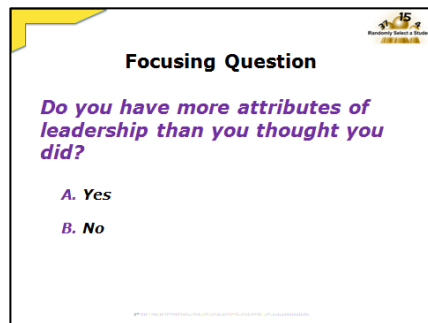 15
Randomly Select a Stude
Focusing Question
Do you have more attributes of
leadership than you thought you
did?
A. Yes
B. No